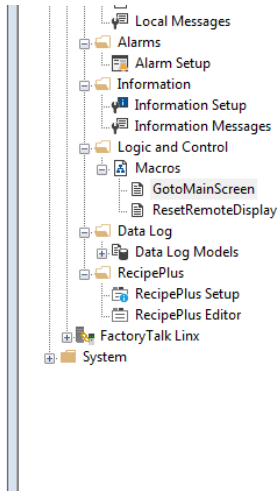 Local Messages
Alarms
Alarm Setup
Information
Information Setup
Information Messages
Logic and Control
Macros
GotoMainScreen
ResetRemoteDisplay
Data Log
Data Log Models
RecipePlus
RecipePlus Setup
RecipePlus Editor
FactoryTalk Linx
System